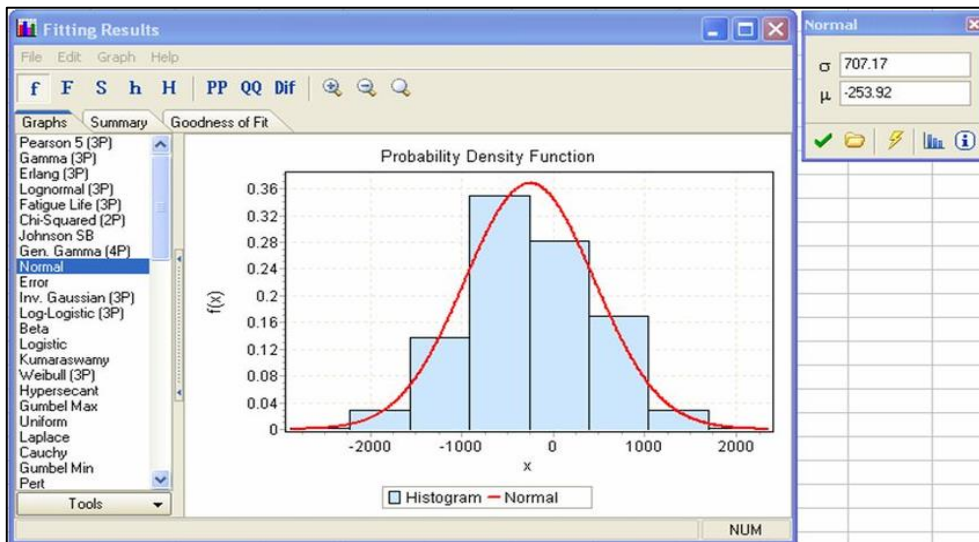 Fitting Results
File Edit Graph Help
f F S h H PP QQ Dif
Graphs Summary Goodness of Fit
Pearson 5 (3P)
Gamma (3P)
Erlang (3P)
Lognormal (3P)
Fatigue Life (3P)
Chi-Squared (2P)
Johnson SB
Gen. Gamma (4P)
Normal
Error
Inv. Gaussian (3P)
Log-Logistic (3P)
Beta
Logistic
Kumaraswamy
Weibull (3P)
Hypersecant
Gumbel Max
Uniform
Laplace
Cauchy
Gumbel Min
Pert
Tools
Probability Density Function
f(x)
0.36
0.32
0.28
0.24
0.2
0.16
0.12
0.08
0.04
0
-2000 -1000 0 1000 2000
x
Histogram Normal
NUM
Normal
σ 707.17
μ -253.92